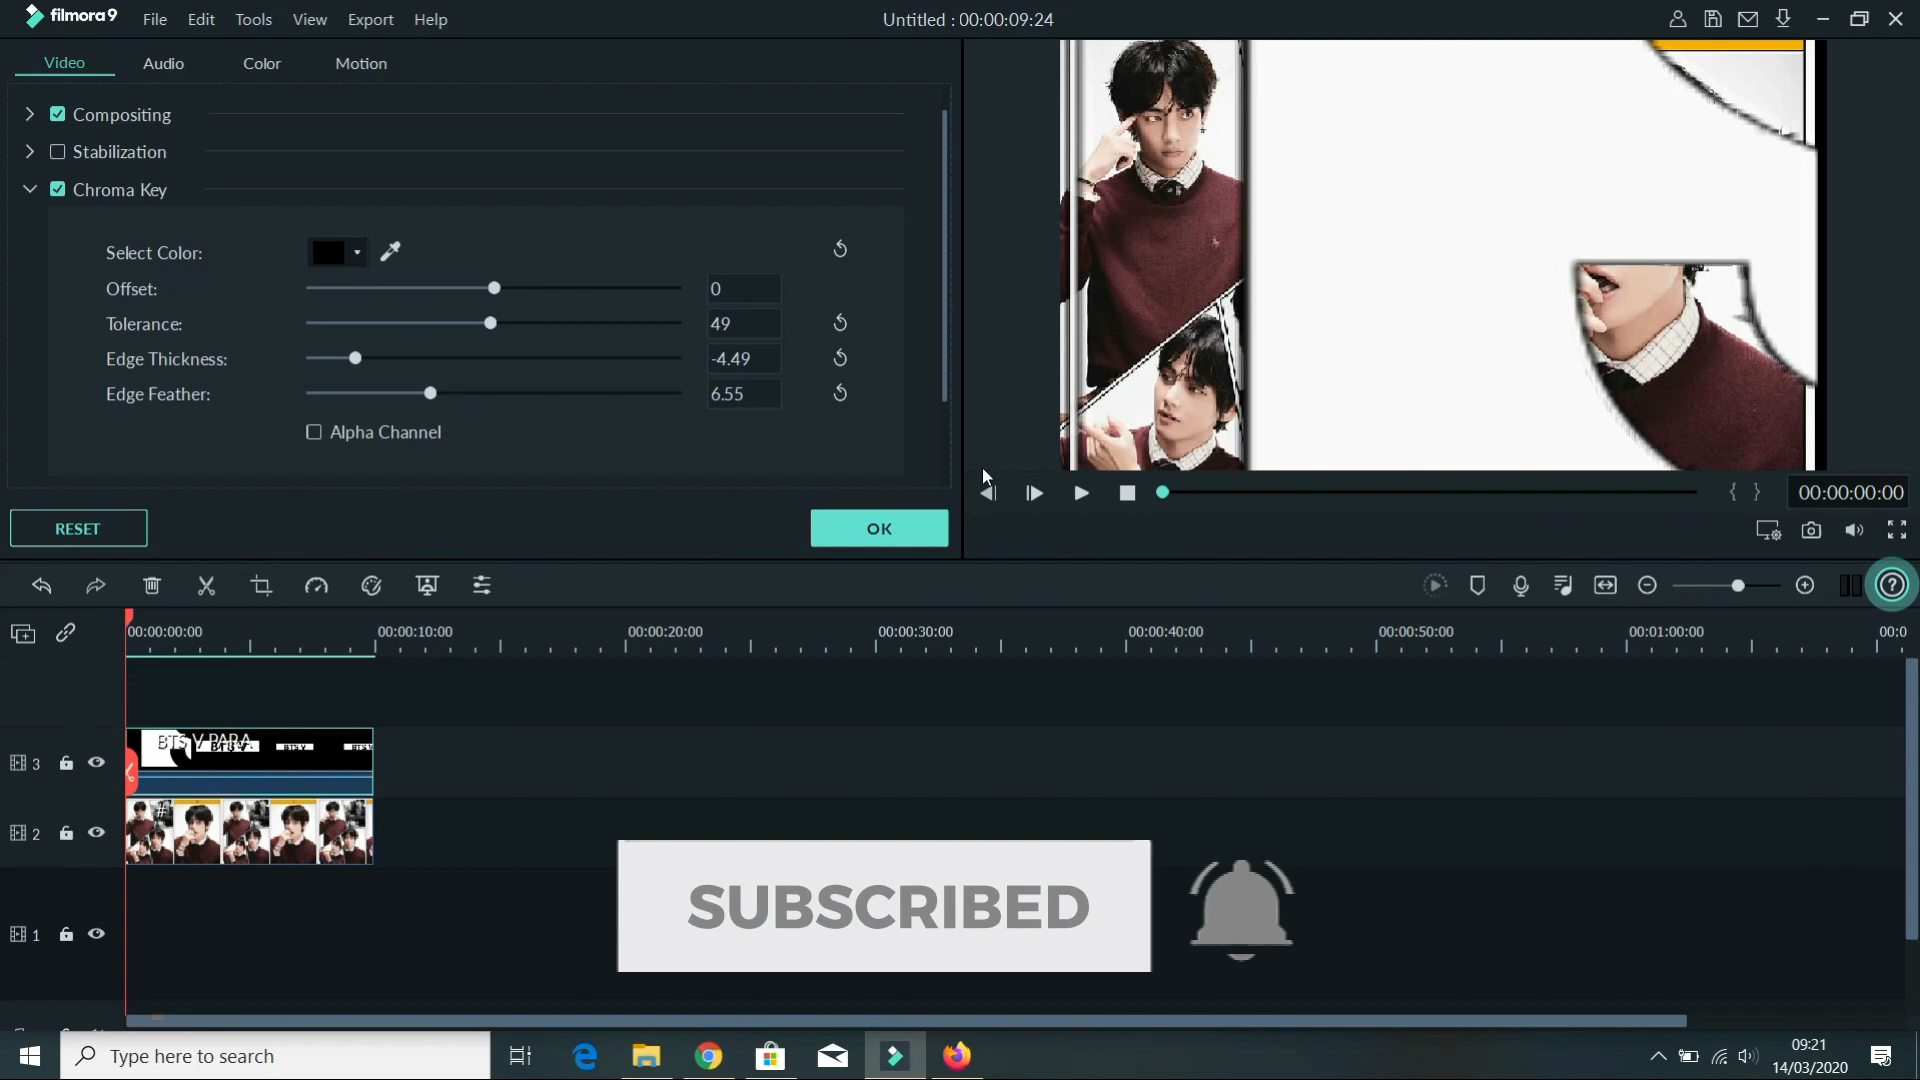 filmora9 File Edit Tools View Export Help Untitled : 00:00:09:24
Video Audio Color Motion
Compositing
Stabilization
Chroma Key
Select Color:
Offset: 0
Tolerance: 49
Edge Thickness: -4.49
Edge Feather: 6.55
Alpha Channel
RESET OK
00:00:00:00
00:00:00:00 00:00:10:00 00:00:20:00 00:00:30:00 00:00:40:00 00:00:50:00 00:01:00:00 00:0
3 BTS V PARA
BTS V BTS V
2 #
1
SUBSCRIBED
Type here to search
09:21
14/03/2020